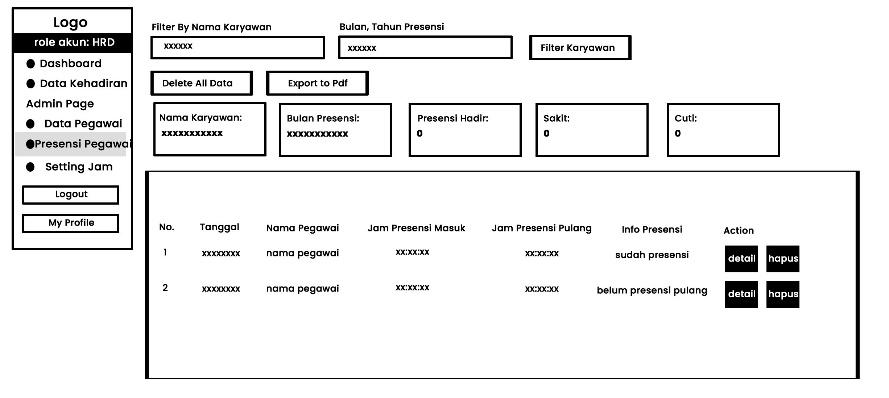 Logo
role akun: HRD
Dashboard
Data Kehadiran
Admin Page
Data Pegawai
Presensi Pegawai
Setting Jam
Logout
My Profile
Filter By Nama Karyawan
Bulan, Tahun Presensi
xxxxxx
xxxxxx
Filter Karyawan
Delete All Data
Export to Pdf
Nama Karyawan:
xxxxxxxxxxx
Bulan Presensi:
xxxxxxxxxxx
Presensi Hadir:
0
Sakit:
0
Cuti:
0
No. Tanggal Nama Pegawai Jam Presensi Masuk Jam Presensi Pulang Info Presensi Action
1 xxxxxxxx nama pegawai xx:xx:xx xx:xx:xx sudah presensi detail hapus
2 xxxxxxxx nama pegawai xx:xx:xx xx:xx:xx belum presensi pulang detail hapus